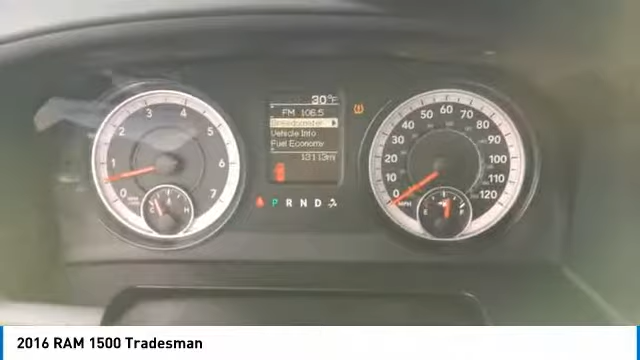 30°F
FM 106.5
Speedometer
Vehicle Info
Fuel Economy
13113mi
0 1 2 3 4 5 6 7
C H
P R N D
0 10 20 30 40 50 60 70 80 90 100 110 120
MPH
E F
2016 RAM 1500 Tradesman